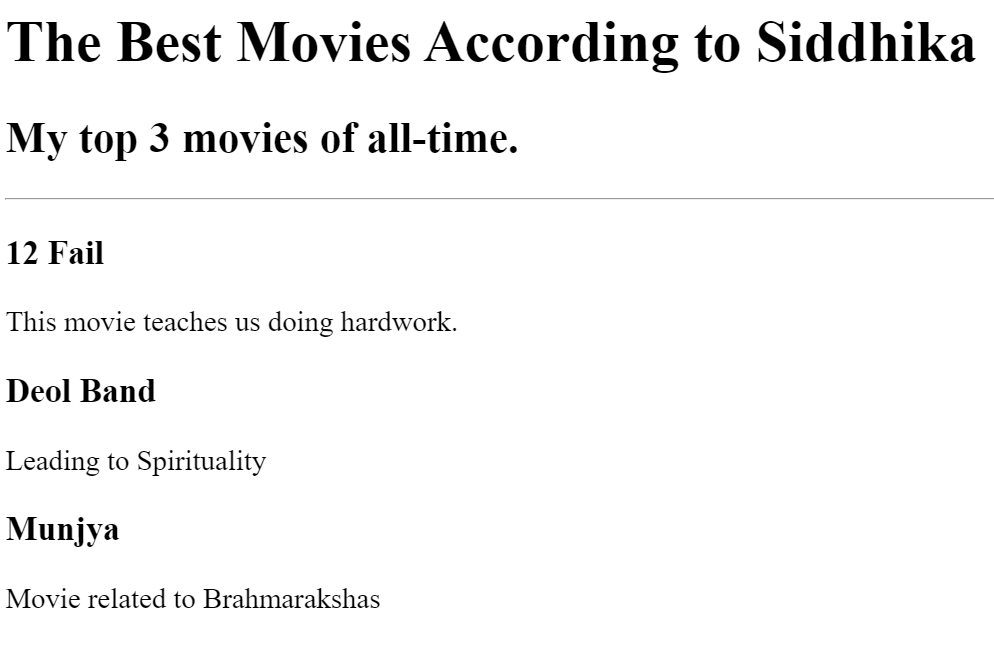 The Best Movies According to Siddhika
My top 3 movies of all-time.
12 Fail
This movie teaches us doing hardwork.
Deol Band
Leading to Spirituality
Munjya
Movie related to Brahmarakshas